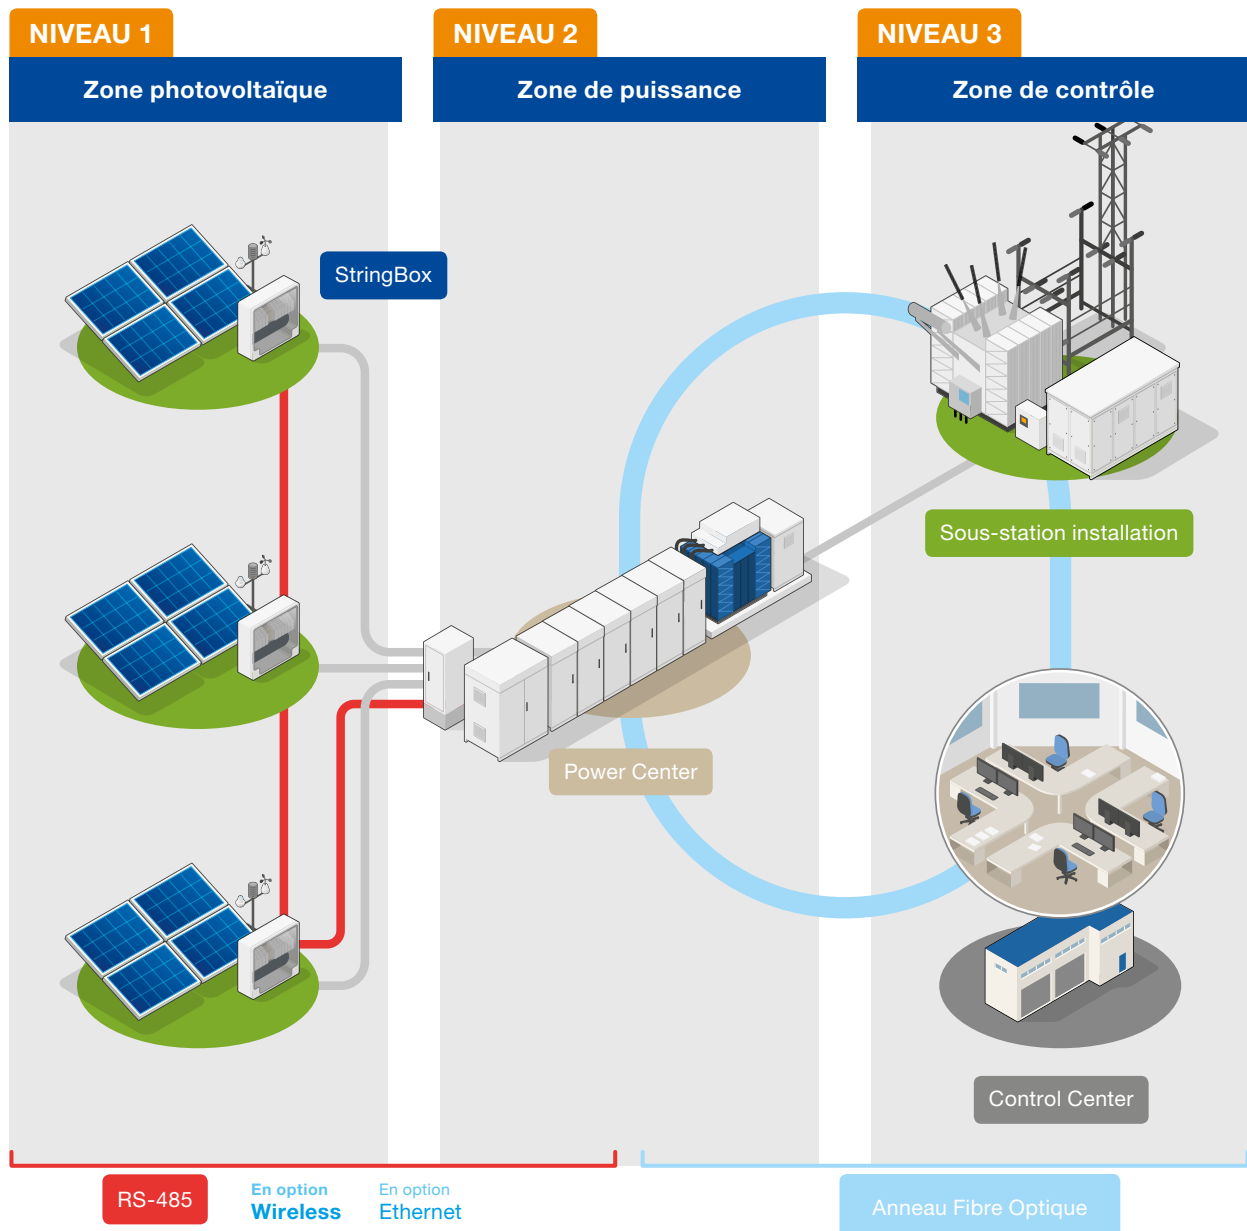 NIVEAU 1
Zone photovoltaïque
NIVEAU 2
Zone de puissance
NIVEAU 3
Zone de contrôle
StringBox
Sous-station installation
Power Center
Control Center
RS-485
En option
Wireless
En option
Ethernet
Anneau Fibre Optique